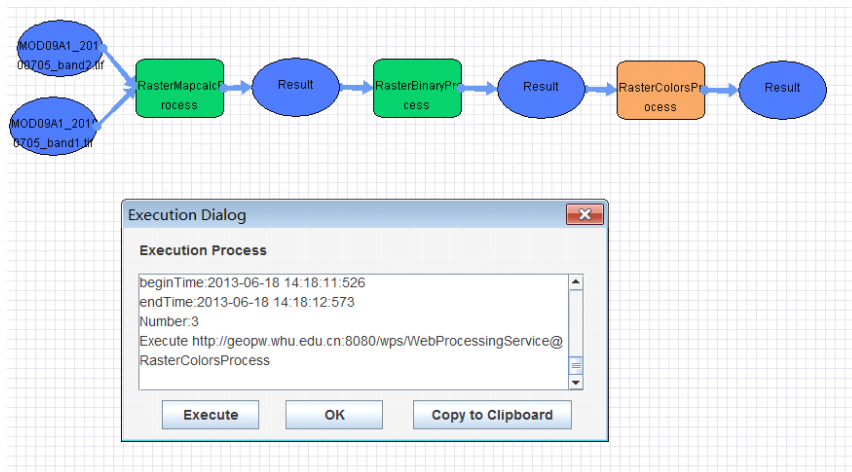 MOD09A1_201
00705_band2.tif
MOD09A1_201
0705_band1.tif
RasterMapcalcP
rocess
Result
RasterBinaryPr
ocess
Result
RasterColorsPr
ocess
Result
Execution Dialog
Execution Process
beginTime:2013-06-18 14:18:11:526
endTime:2013-06-18 14:18:12:573
Number:3
Execute http://geopw.whu.edu.cn:8080/wps/WebProcessingService@
RasterColorsProcess
Execute
OK
Copy to Clipboard